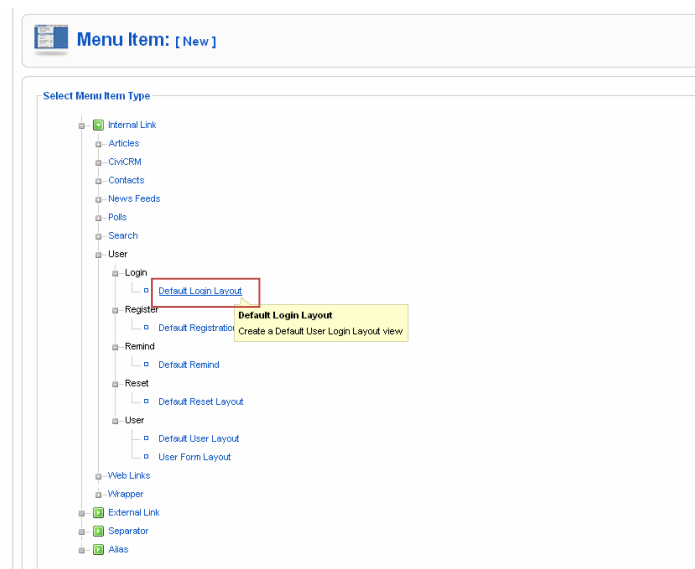 Menu Item: [ New ]
Select Menu Item Type
Internal Link
Articles
CiviCRM
Contacts
News Feeds
Polls
Search
User
Login
Default Login Layout
Default Login Layout
Create a Default User Login Layout view
Register
Default Registration
Remind
Default Remind
Reset
Default Reset Layout
User
Default User Layout
User Form Layout
Web Links
Wrapper
External Link
Separator
Alias